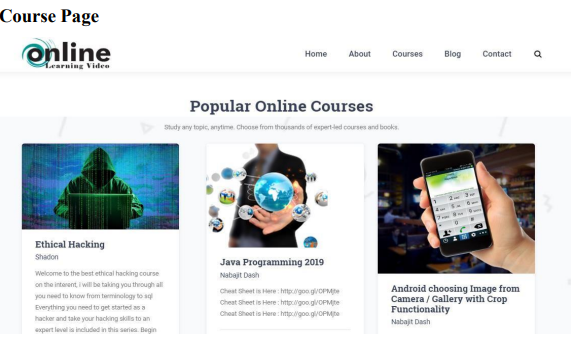 Course Page
online
Learning Video
Home About Courses Blog Contact
Popular Online Courses
Study any topic, anytime. Choose from thousands of expert-led courses and books.
Ethical Hacking
Shadon
Welcome to the best ethical hacking course
on the interent, i will be taking you through all
you need to know from terminology to sql
Everything you need to get started as a
hacker and take your hacking skills to an
expert level is included in this series. Begin
Java Programming 2019
Nabajit Dash
Cheat Sheet is Here : http://goo.gl/OPMjte
Cheat Sheet is Here : http://goo.gl/OPMjte
Cheat Sheet is Here : http://goo.gl/OPMjte
Android choosing Image from
Camera / Gallery with Crop
Functionality
Nabajit Dash